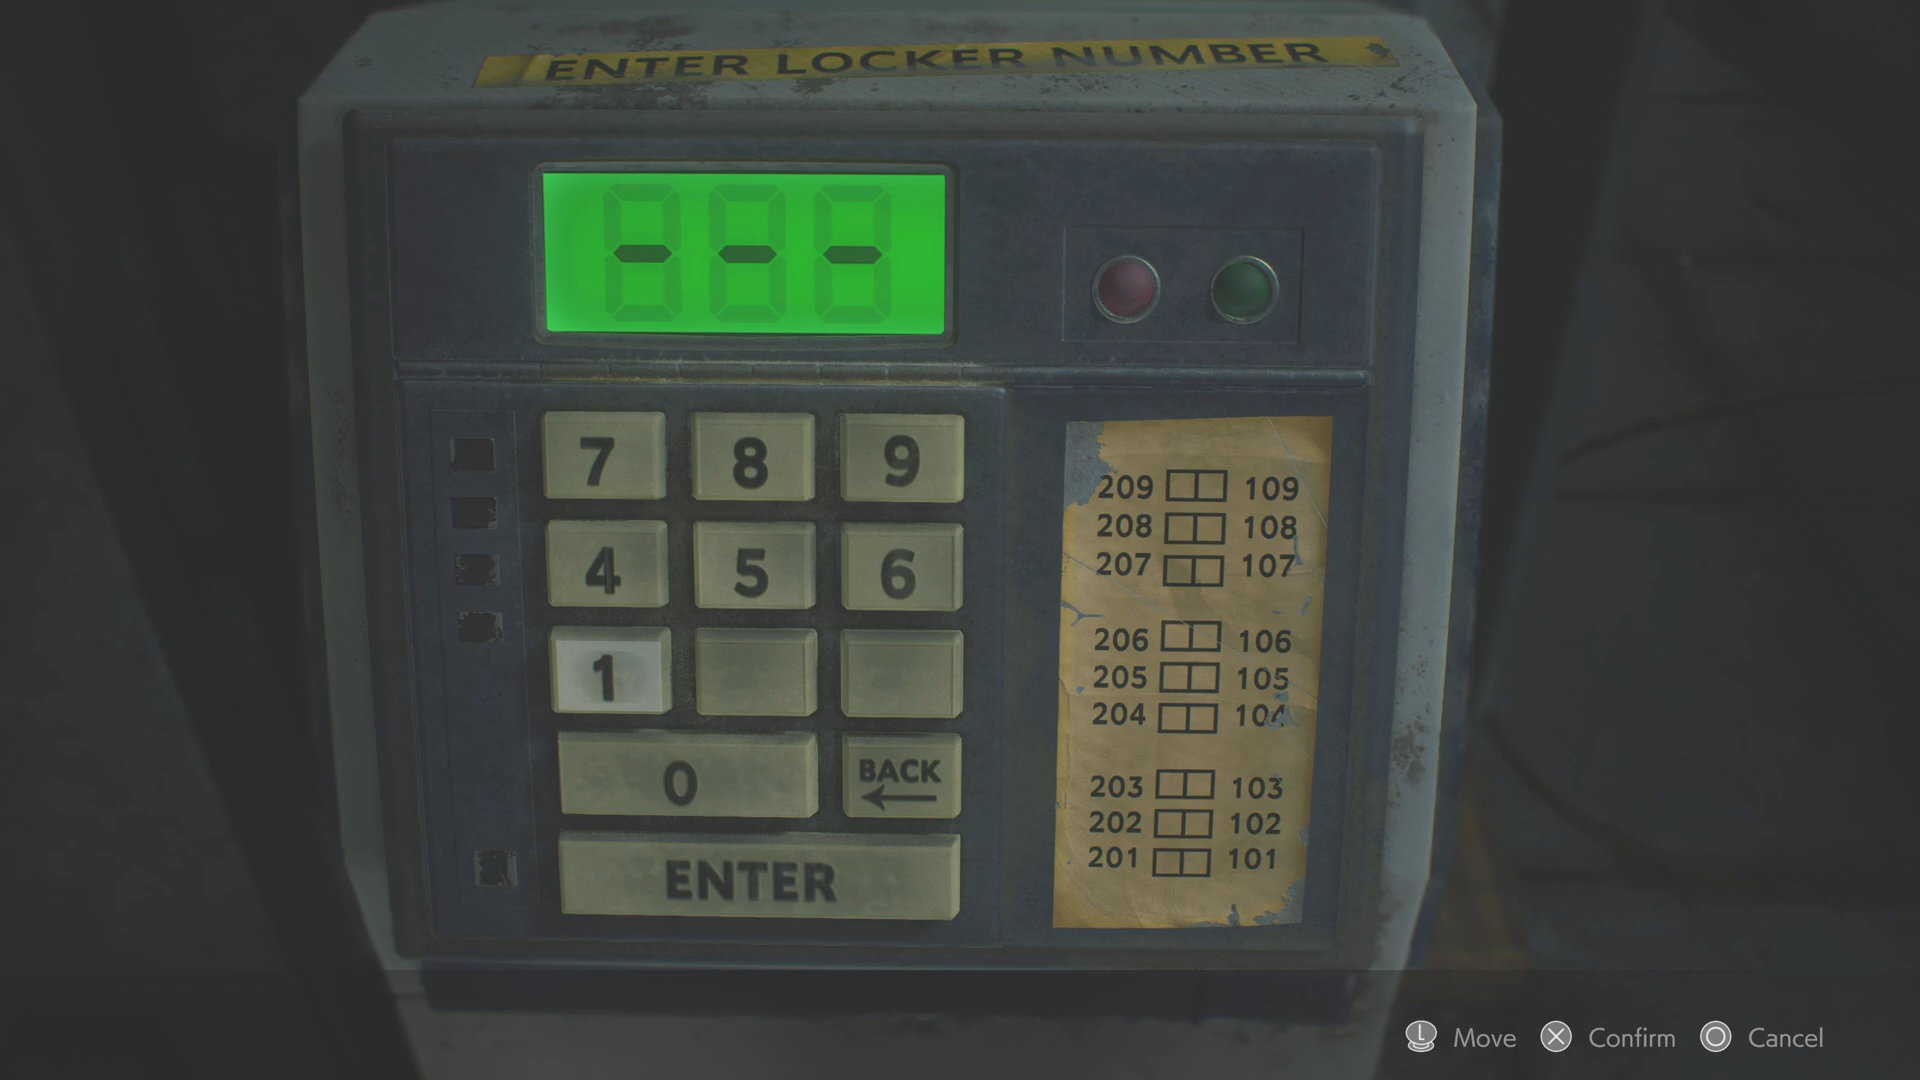 ENTER LOCKER NUMBER
- - -
7 8 9
4 5 6
1
0 BACK
ENTER
209 109
208 108
207 107
206 106
205 105
204 104
203 103
202 102
201 101
L Move Confirm Cancel